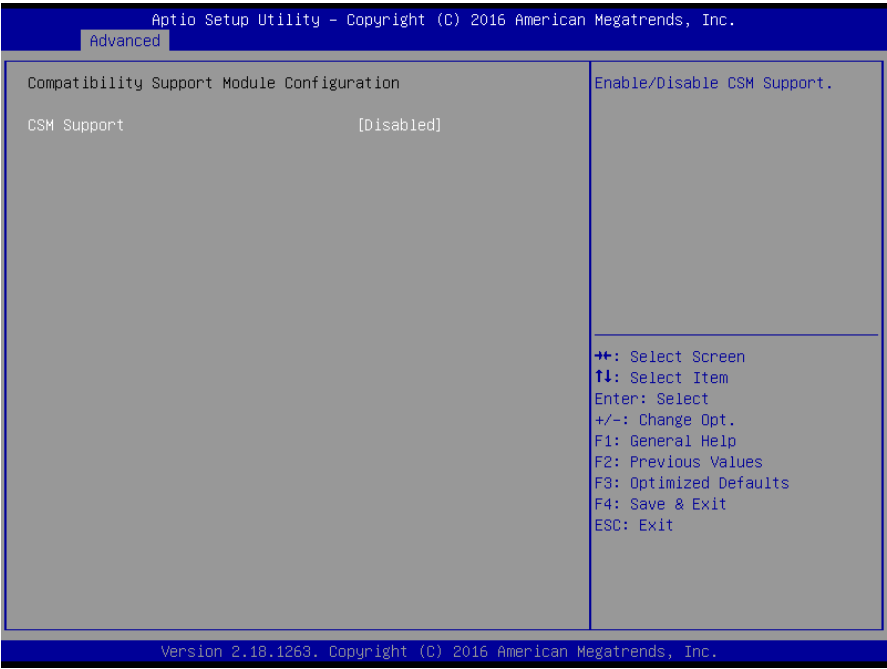 Aptio Setup Utility – Copyright (C) 2016 American Megatrends, Inc.
Advanced
Compatibility Support Module Configuration
CSM Support [Disabled]
Enable/Disable CSM Support.
→←: Select Screen
↑↓: Select Item
Enter: Select
+/-: Change Opt.
F1: General Help
F2: Previous Values
F3: Optimized Defaults
F4: Save & Exit
ESC: Exit
Version 2.18.1263. Copyright (C) 2016 American Megatrends, Inc.